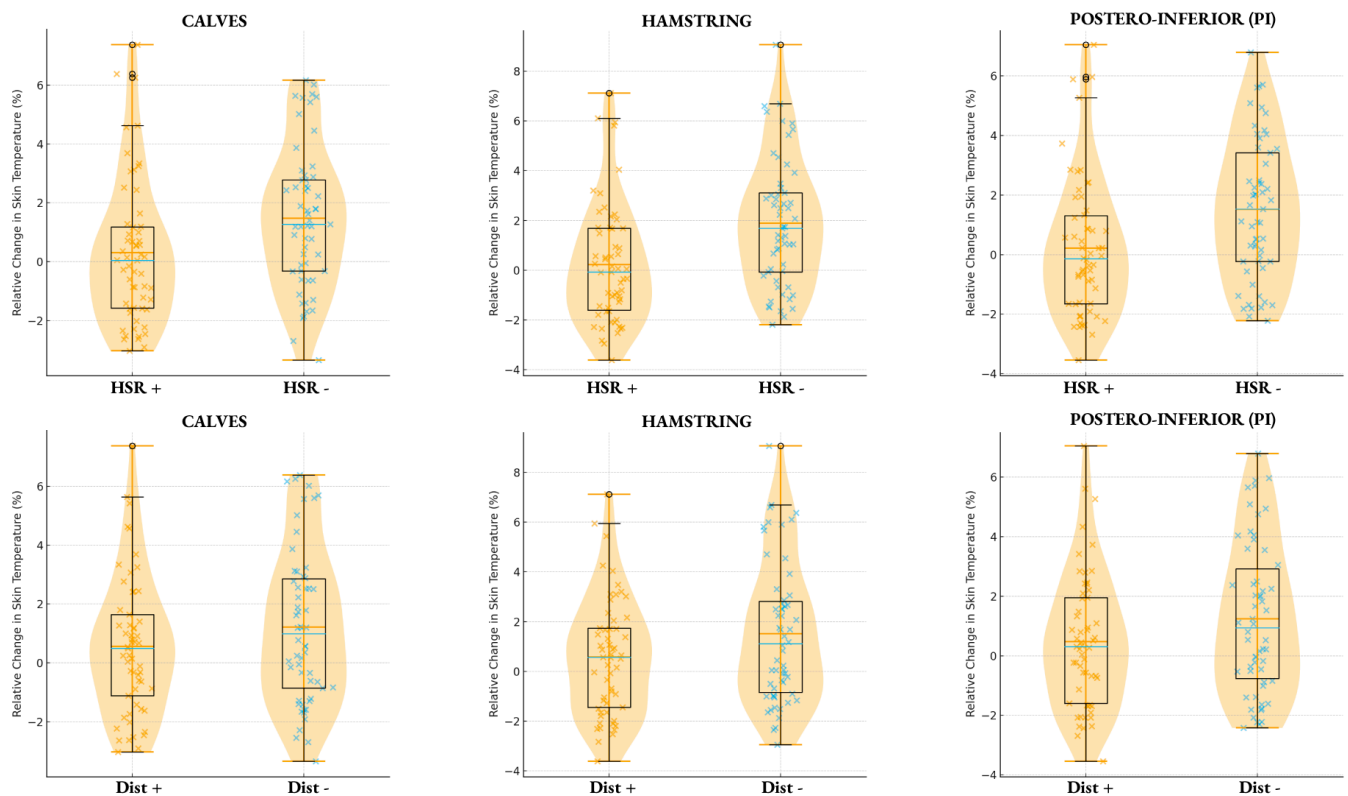 CALVES
HAMSTRING
POSTERO-INFERIOR (PI)
Relative Change in Skin Temperature (%)
6
4
2
0
−2
HSR +
HSR -
Relative Change in Skin Temperature (%)
8
6
4
2
0
−2
−4
HSR +
HSR -
Relative Change in Skin Temperature (%)
6
4
2
0
−2
−4
HSR +
HSR -
CALVES
HAMSTRING
POSTERO-INFERIOR (PI)
Relative Change in Skin Temperature (%)
6
4
2
0
−2
Dist +
Dist -
Relative Change in Skin Temperature (%)
8
6
4
2
0
−2
−4
Dist +
Dist -
Relative Change in Skin Temperature (%)
6
4
2
0
−2
−4
Dist +
Dist -